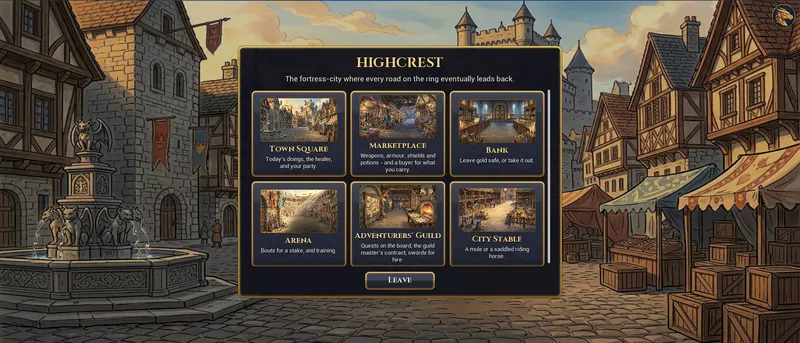 HIGHCREST
The fortress-city where every road on the ring eventually leads back.
TOWN SQUARE
Today's doings, the healer,
and your party
MARKETPLACE
Weapons, armour, shields and
potions - and a buyer for what
you carry.
BANK
Leave gold safe, or take it out.
ARENA
Bouts for a stake, and training.
ADVENTURERS' GUILD
Quests on the board, the guild
master's contract, swords for
hire.
CITY STABLE
A mule or a saddled riding
horse.
LEAVE